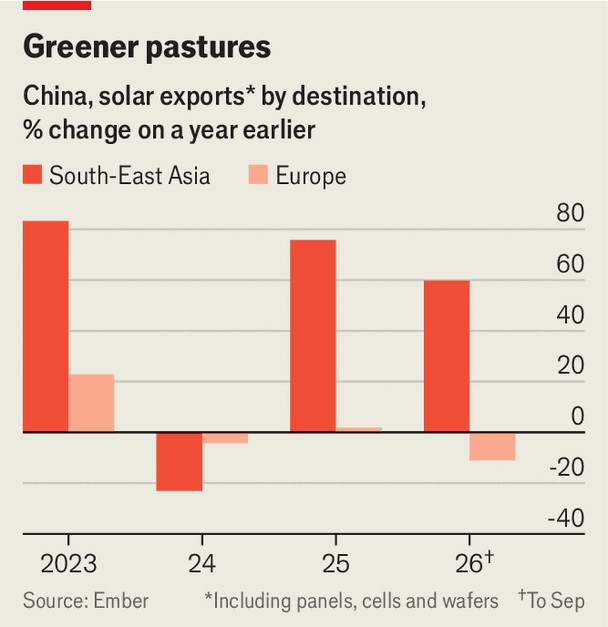 Greener pastures
China, solar exports* by destination,
% change on a year earlier
South-East Asia Europe
80
60
40
20
0
-20
-40
2023 24 25 26†
Source: Ember *Including panels, cells and wafers †To Sep